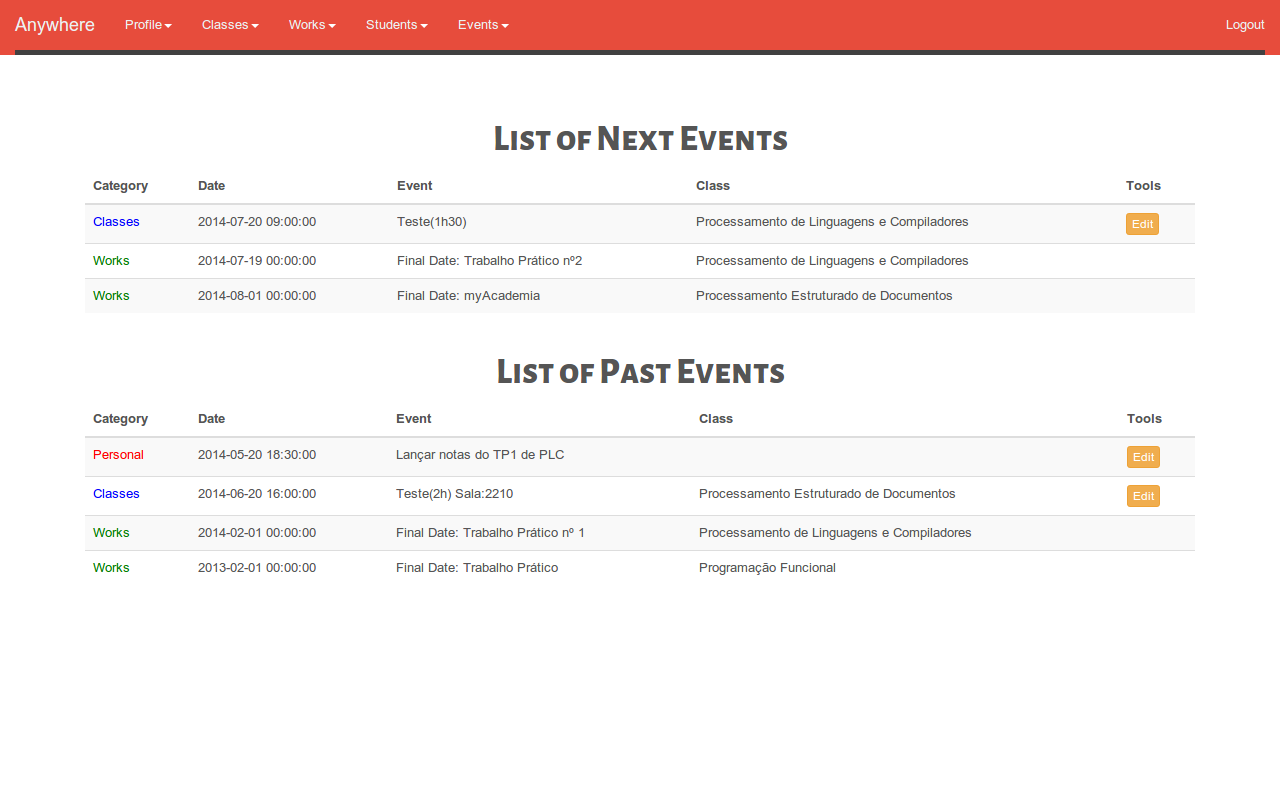 Anywhere Profile Classes Works Students Events Logout
List of Next Events
Category Date Event Class Tools
Classes 2014-07-20 09:00:00 Teste(1h30) Processamento de Linguagens e Compiladores Edit
Works 2014-07-19 00:00:00 Final Date: Trabalho Prático nº2 Processamento de Linguagens e Compiladores
Works 2014-08-01 00:00:00 Final Date: myAcademia Processamento Estruturado de Documentos
List of Past Events
Category Date Event Class Tools
Personal 2014-05-20 18:30:00 Lançar notas do TP1 de PLC Edit
Classes 2014-06-20 16:00:00 Teste(2h) Sala:2210 Processamento Estruturado de Documentos Edit
Works 2014-02-01 00:00:00 Final Date: Trabalho Prático nº 1 Processamento de Linguagens e Compiladores
Works 2013-02-01 00:00:00 Final Date: Trabalho Prático Programação Funcional